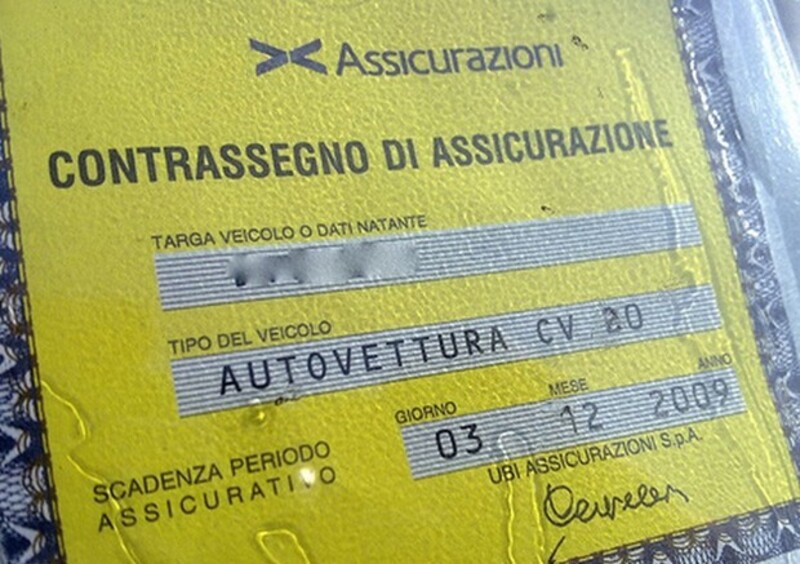 Assicurazioni
CONTRASSEGNO DI ASSICURAZIONE
TARGA VEICOLO O DATI NATANTE
TIPO DEL VEICOLO
AUTOVETTURA CV 20
GIORNO MESE ANNO
03 12 2009
SCADENZA PERIODO
ASSICURATIVO
UBI ASSICURAZIONI S.p.A.